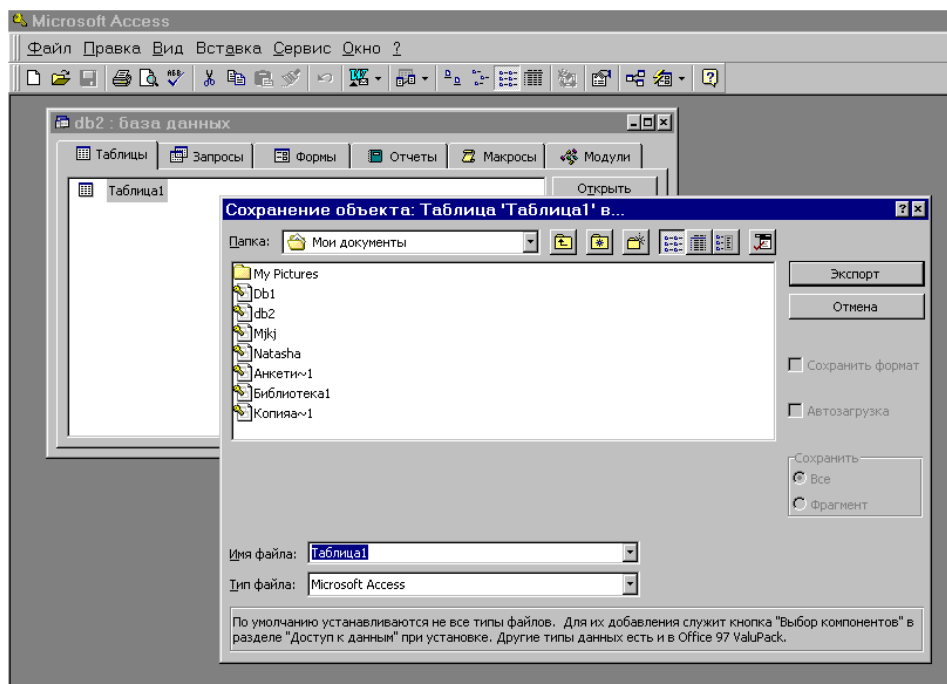 Microsoft Access
Файл Правка Вид Вставка Сервис Окно ?
db2 : база данных
Таблицы Запросы Формы Отчеты Макросы Модули
Таблица1
Открыть
Сохранение объекта: Таблица 'Таблица1' в...
Папка: Мои документы
My Pictures
Db1
db2
Mjkj
Natasha
Анкети~1
Библиотека1
Копияа~1
Экспорт
Отмена
Сохранить формат
Автозагрузка
Сохранить
Все
Фрагмент
Имя файла: Таблица1
Тип файла: Microsoft Access
По умолчанию устанавливаются не все типы файлов. Для их добавления служит кнопка "Выбор компонентов" в
разделе "Доступ к данным" при установке. Другие типы данных есть и в Office 97 ValuPack.